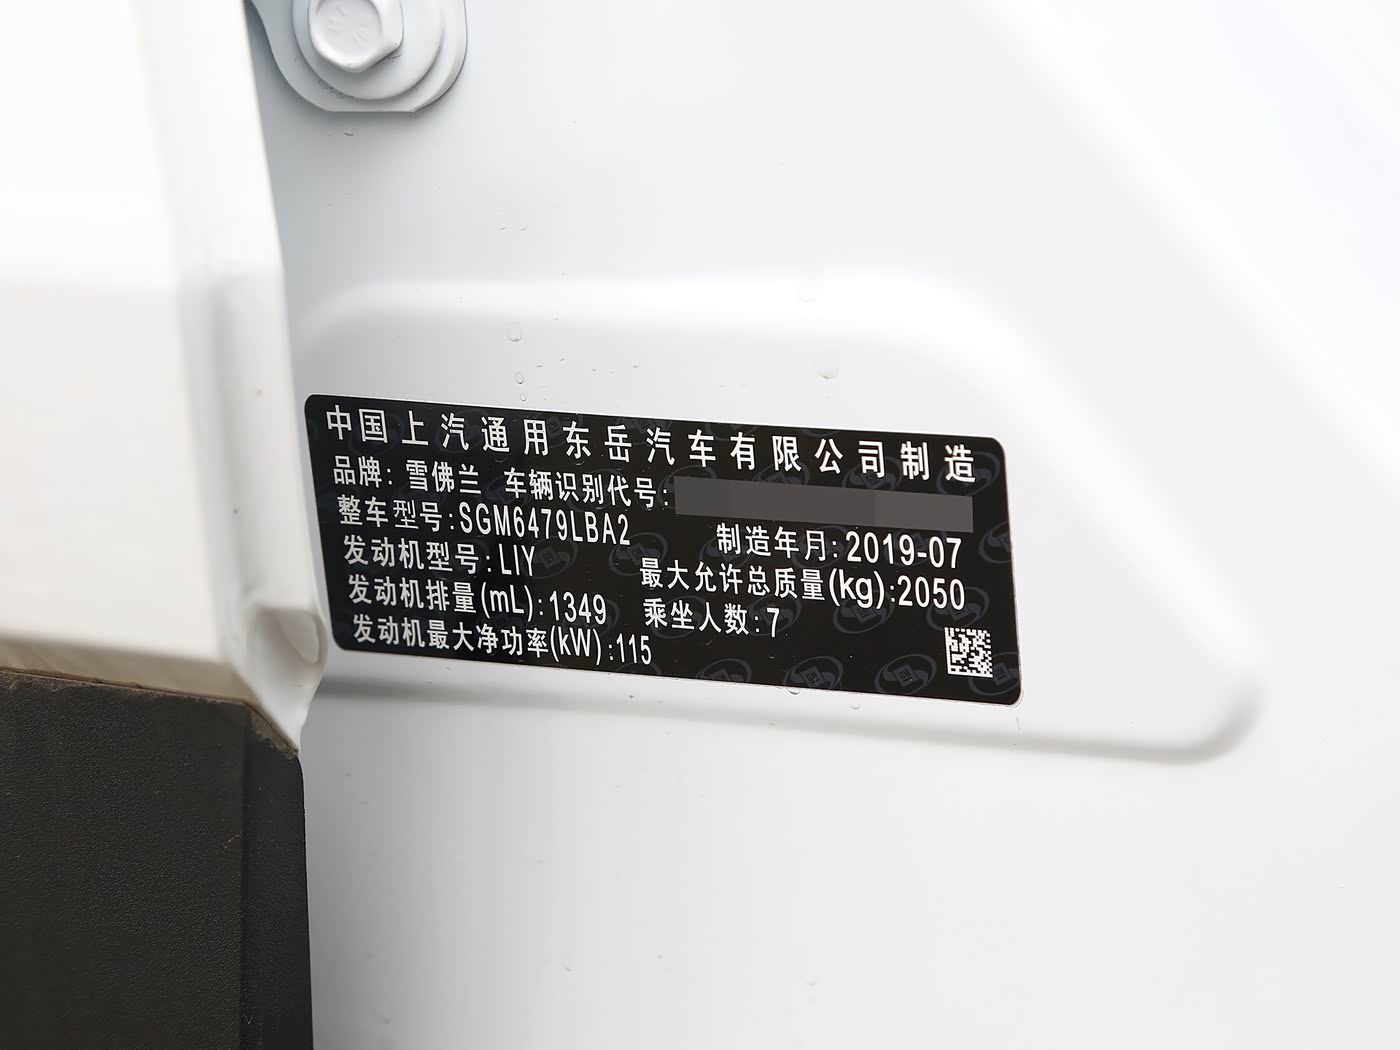 中国上汽通用东岳汽车有限公司制造
品牌: 雪佛兰 车辆识别代号:
整车型号:SGM6479LBA2 制造年月:2019-07
发动机型号:LIY 最大允许总质量(kg):2050
发动机排量(mL):1349 乘坐人数:7
发动机最大净功率(kW):115